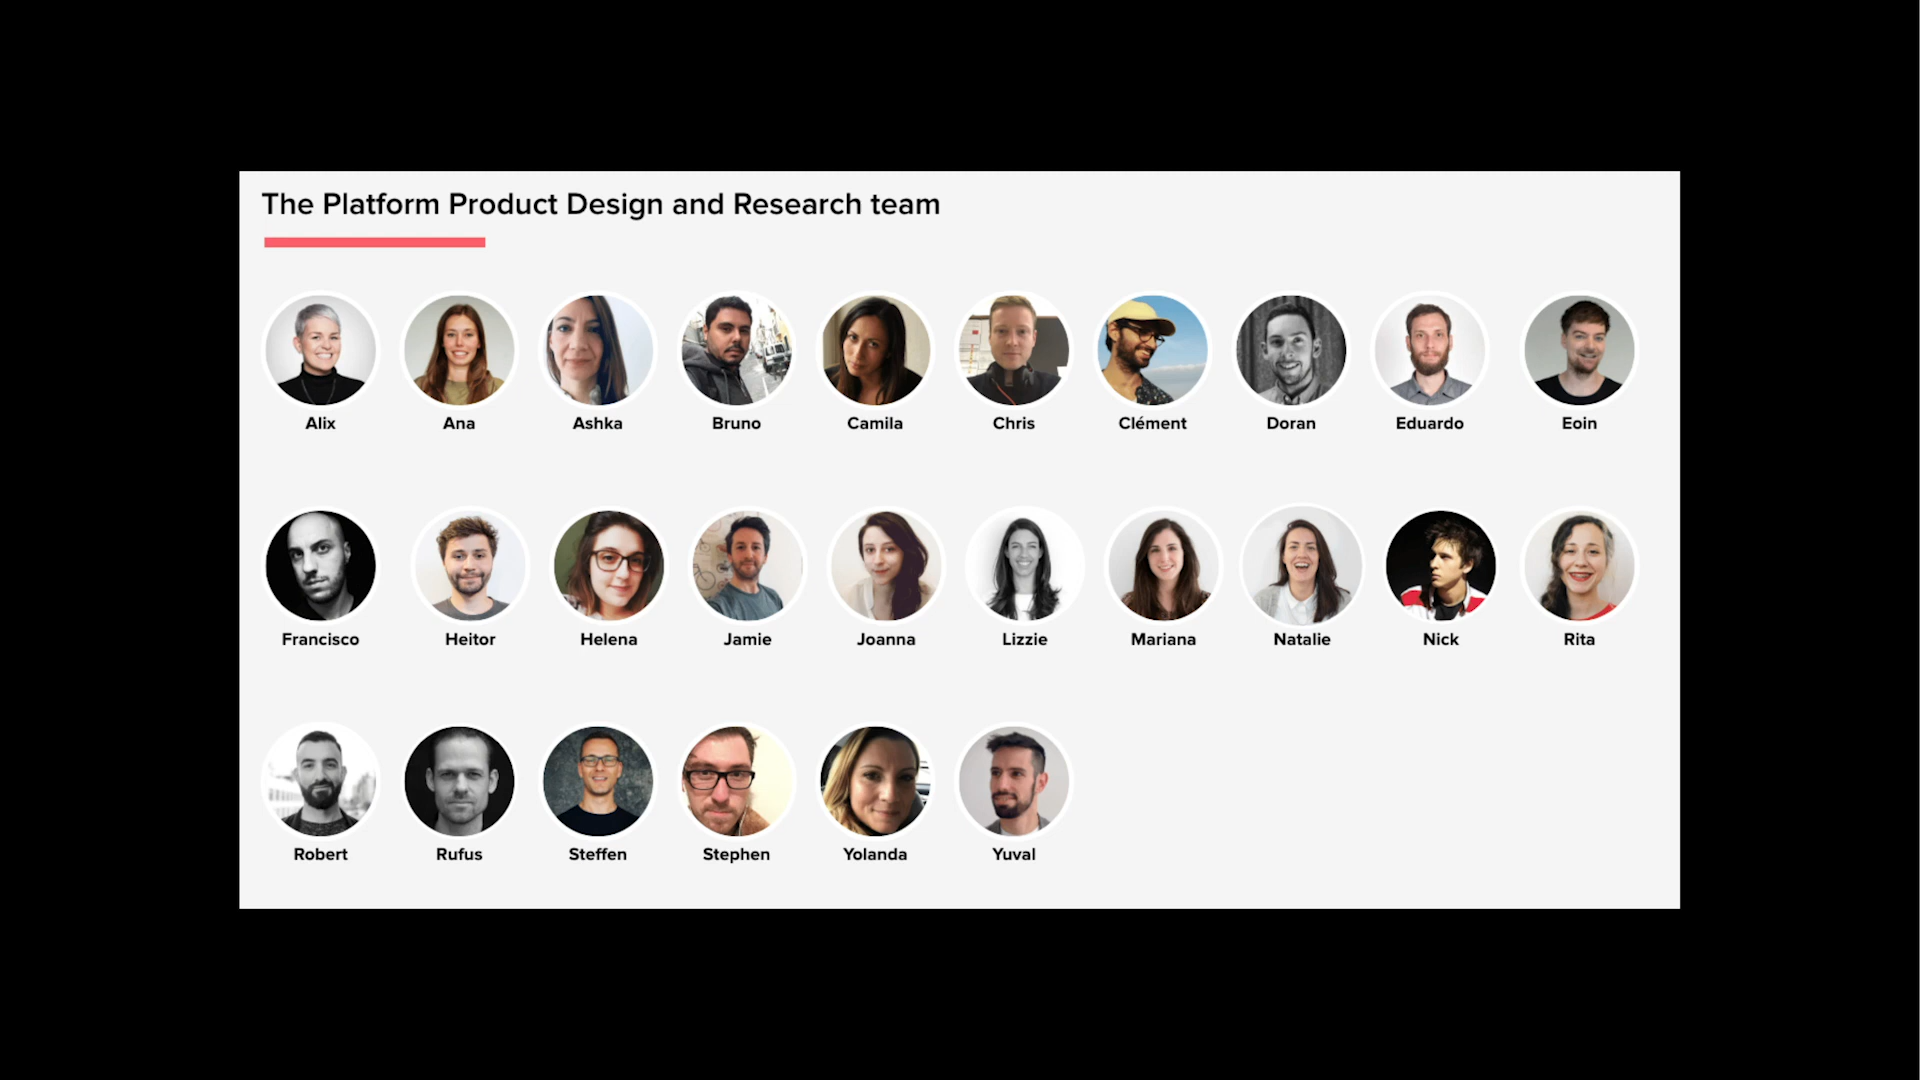 The Platform Product Design and Research team
Alix Ana Ashka Bruno Camila Chris Clément Doran Eduardo Eoin
Francisco Heitor Helena Jamie Joanna Lizzie Mariana Natalie Nick Rita
Robert Rufus Steffen Stephen Yolanda Yuval